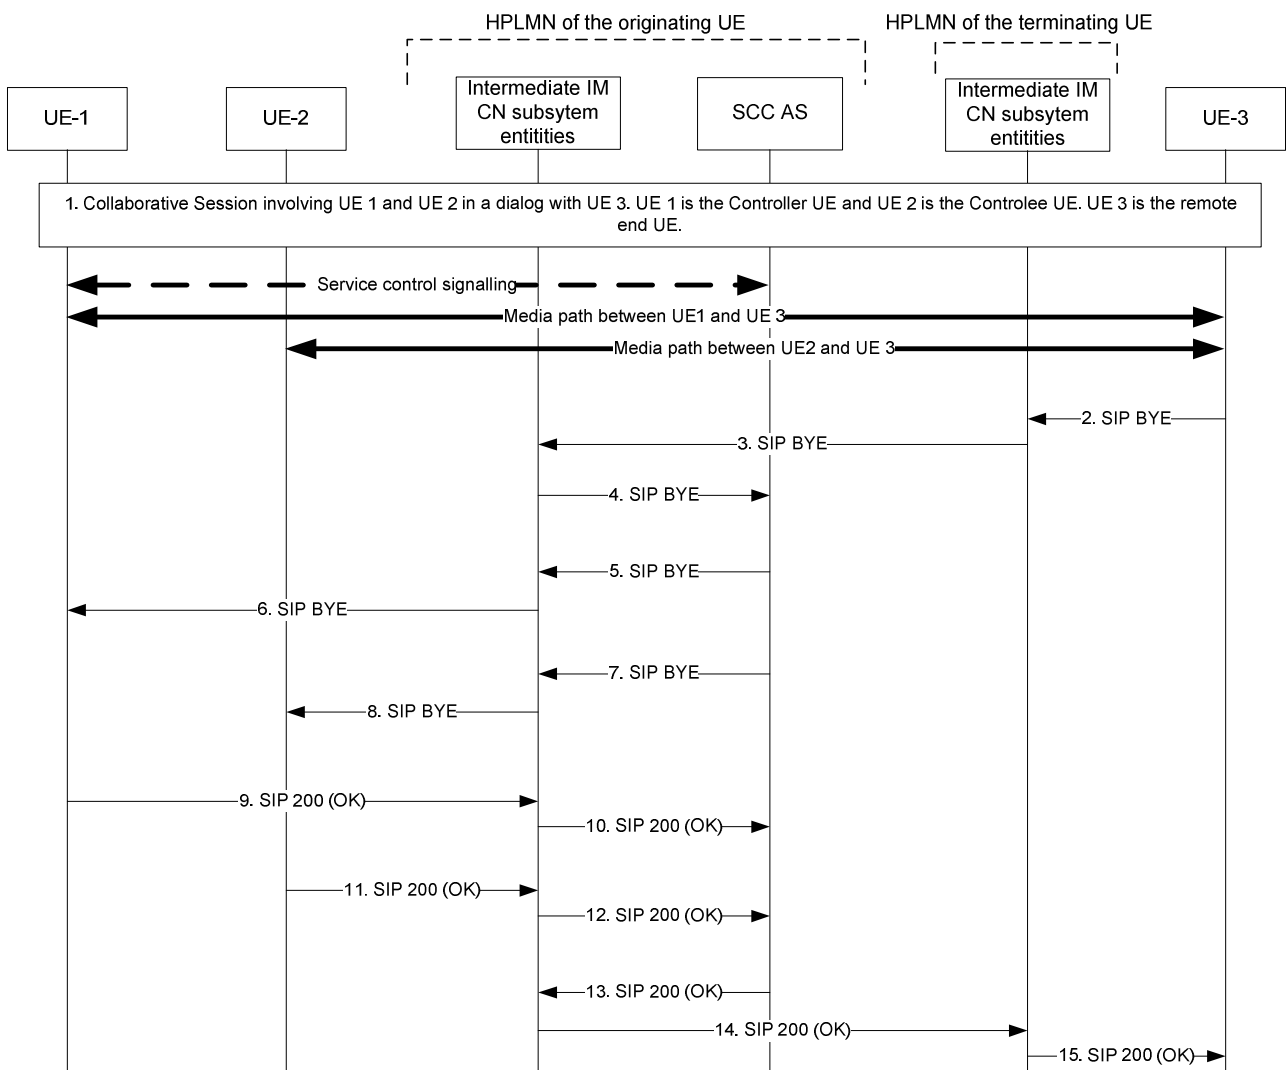 HPLMN of the originating UE
HPLMN of the terminating UE
UE-1
UE-2
Intermediate IM
CN subsytem
entitities
SCC AS
Intermediate IM
CN subsystem
entitities
UE-3
1. Collaborative Session involving UE 1 and UE 2 in a dialog with UE 3. UE 1 is the Controller UE and UE 2 is the Controlee UE. UE 3 is the remote
end UE.
Service control signalling
Media path between UE1 and UE 3
Media path between UE2 and UE 3
2. SIP BYE
3. SIP BYE
4. SIP BYE
5. SIP BYE
6. SIP BYE
7. SIP BYE
8. SIP BYE
9. SIP 200 (OK)
10. SIP 200 (OK)
11. SIP 200 (OK)
12. SIP 200 (OK)
13. SIP 200 (OK)
14. SIP 200 (OK)
15. SIP 200 (OK)